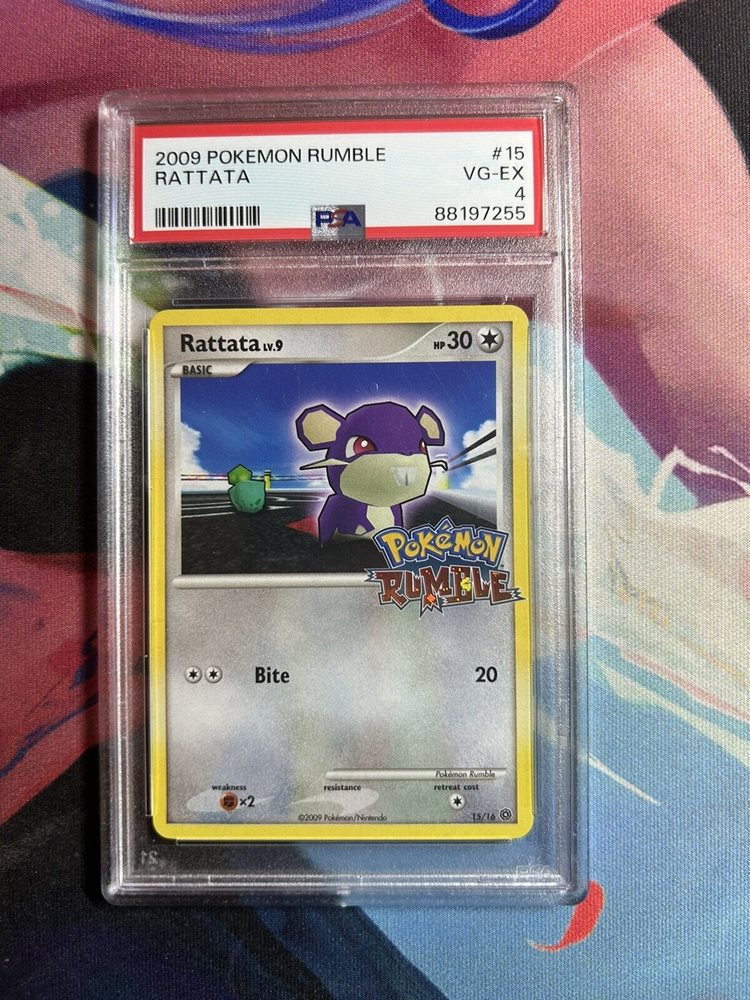 2009 POKEMON RUMBLE #15
RATTATA VG-EX
4
PSA 88197255
Rattata LV.9 HP 30
BASIC
POKéMON
RUMBLE
Bite 20
Pokémon Rumble
weakness resistance retreat cost
×2
©2009 Pokémon/Nintendo 15/16